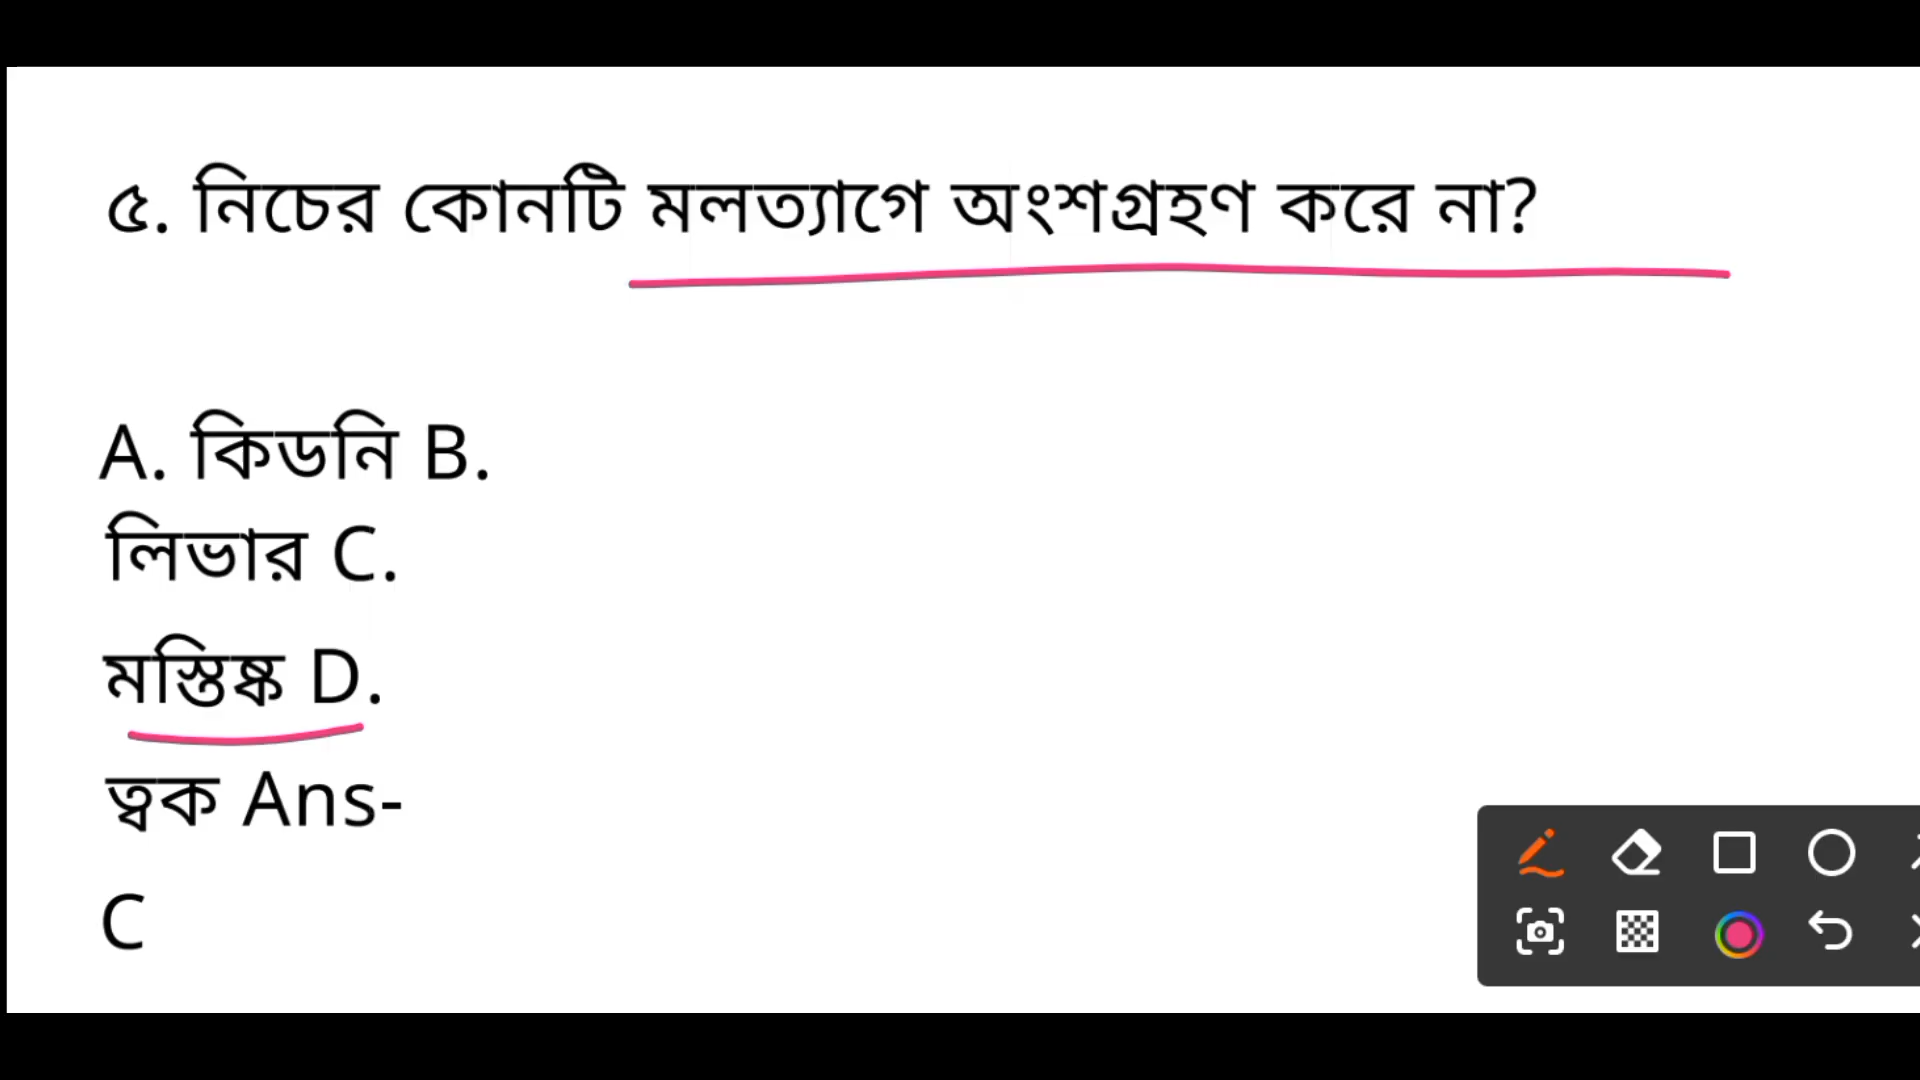 ৫. নিচের কোনটি মলত্যাগে অংশগ্রহণ করে না?
A. কিডনি B.
লিভার C.
মস্তিষ্ক D.
ত্বক Ans-
C